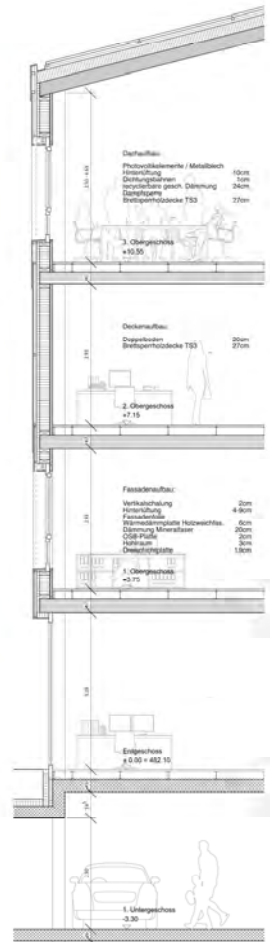 Dachaufbau:
Photovoltikelemente / Metallblech
Hinterlüftung 10cm
Dichtungsbahnen 1cm
recyclierbare gesch. Dämmung 24cm
Dampfsperre
Brettsperrholzdecke TS3 27cm
3. Obergeschoss
+10.55
Deckenaufbau:
Doppelboden 20cm
Brettsperrholzdecke TS3 27cm
2. Obergeschoss
+7.15
Fassadenaufbau:
Vertikalschalung 2cm
Hinterlüftung 4-9cm
Fassadenfolie
Wärmedämmplatte Holzweichfas. 6cm
Dämmung Mineralfaser 20cm
OSB-Platte 2cm
Hohlraum 3cm
Dreischichtplatte 1.9cm
1. Obergeschoss
+3.75
Erdgeschoss
± 0.00 = 482.10
1. Untergeschoss
-3.30